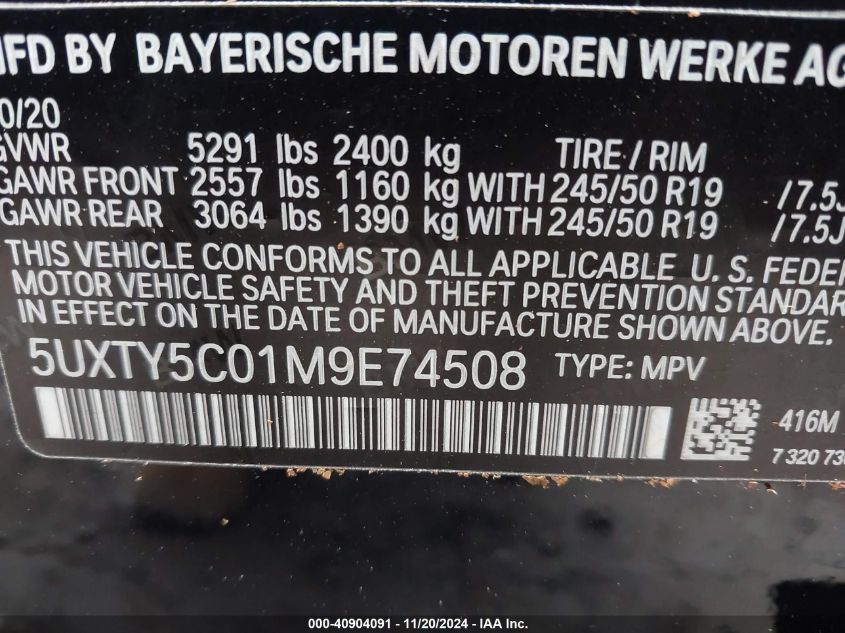 MFD BY BAYERISCHE MOTOREN WERKE AG
0/20
GVWR 5291 lbs 2400 kg TIRE / RIM
GAWR FRONT 2557 lbs 1160 kg WITH 245/50 R19 /7.5J
GAWR REAR 3064 lbs 1390 kg WITH 245/50 R19 /7.5J
THIS VEHICLE CONFORMS TO ALL APPLICABLE U. S. FEDER
MOTOR VEHICLE SAFETY AND THEFT PREVENTION STANDAR
IN EFFECT ON THE DATE OF MANUFACTURE SHOWN ABOVE.
5UXTY5C01M9E74508 TYPE: MPV
416M
7 320 730
000-40904091 - 11/20/2024 - IAA Inc.